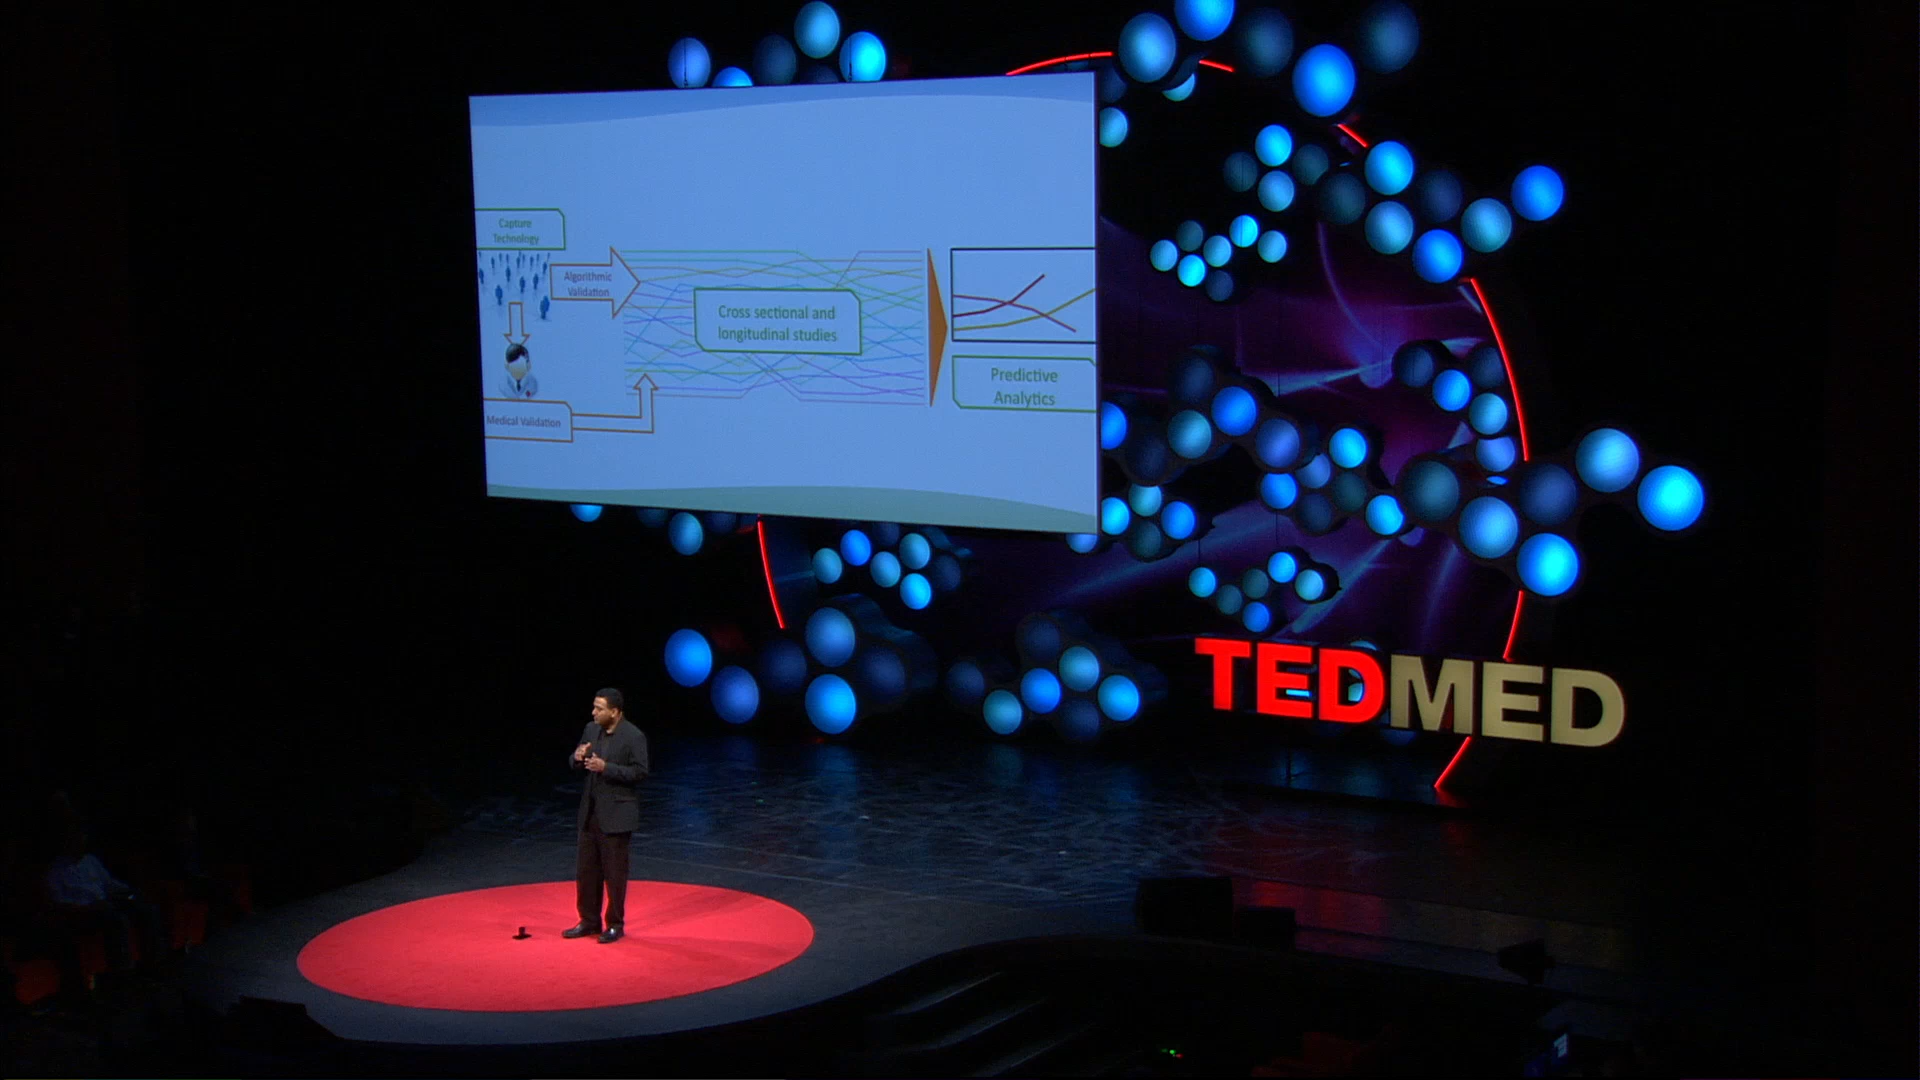 Capture
Technology
Algorithmic
Validation
Cross sectional and
longitudinal studies
Predictive
Analytics
Medical Validation
TEDMED